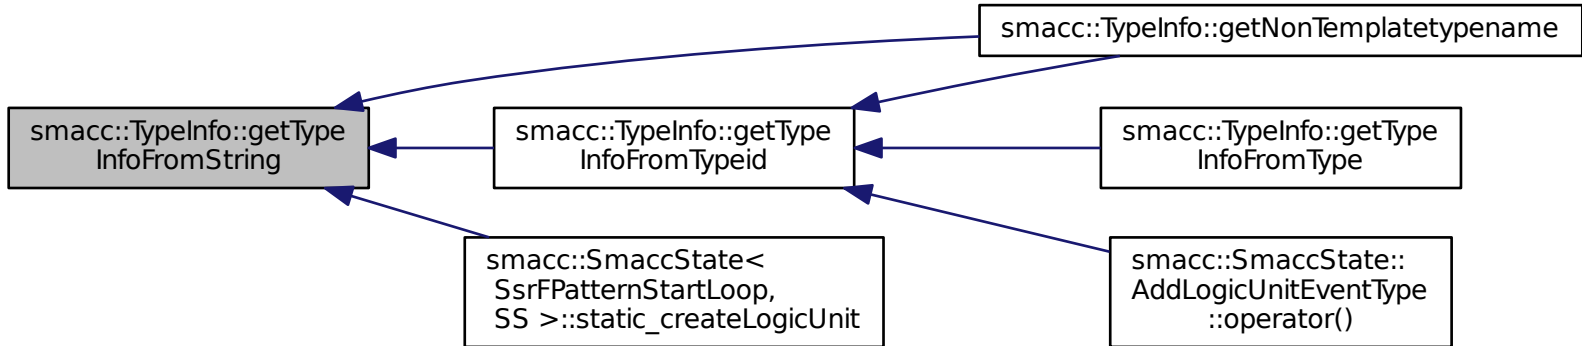 smacc::TypeInfo::getNonTemplatetypename
smacc::TypeInfo::getType
InfoFromString
smacc::TypeInfo::getType
InfoFromTypeid
smacc::TypeInfo::getType
InfoFromType
smacc::SmaccState<
SsrFPatternStartLoop,
SS >::static_createLogicUnit
smacc::SmaccState::
AddLogicUnitEventType
::operator()